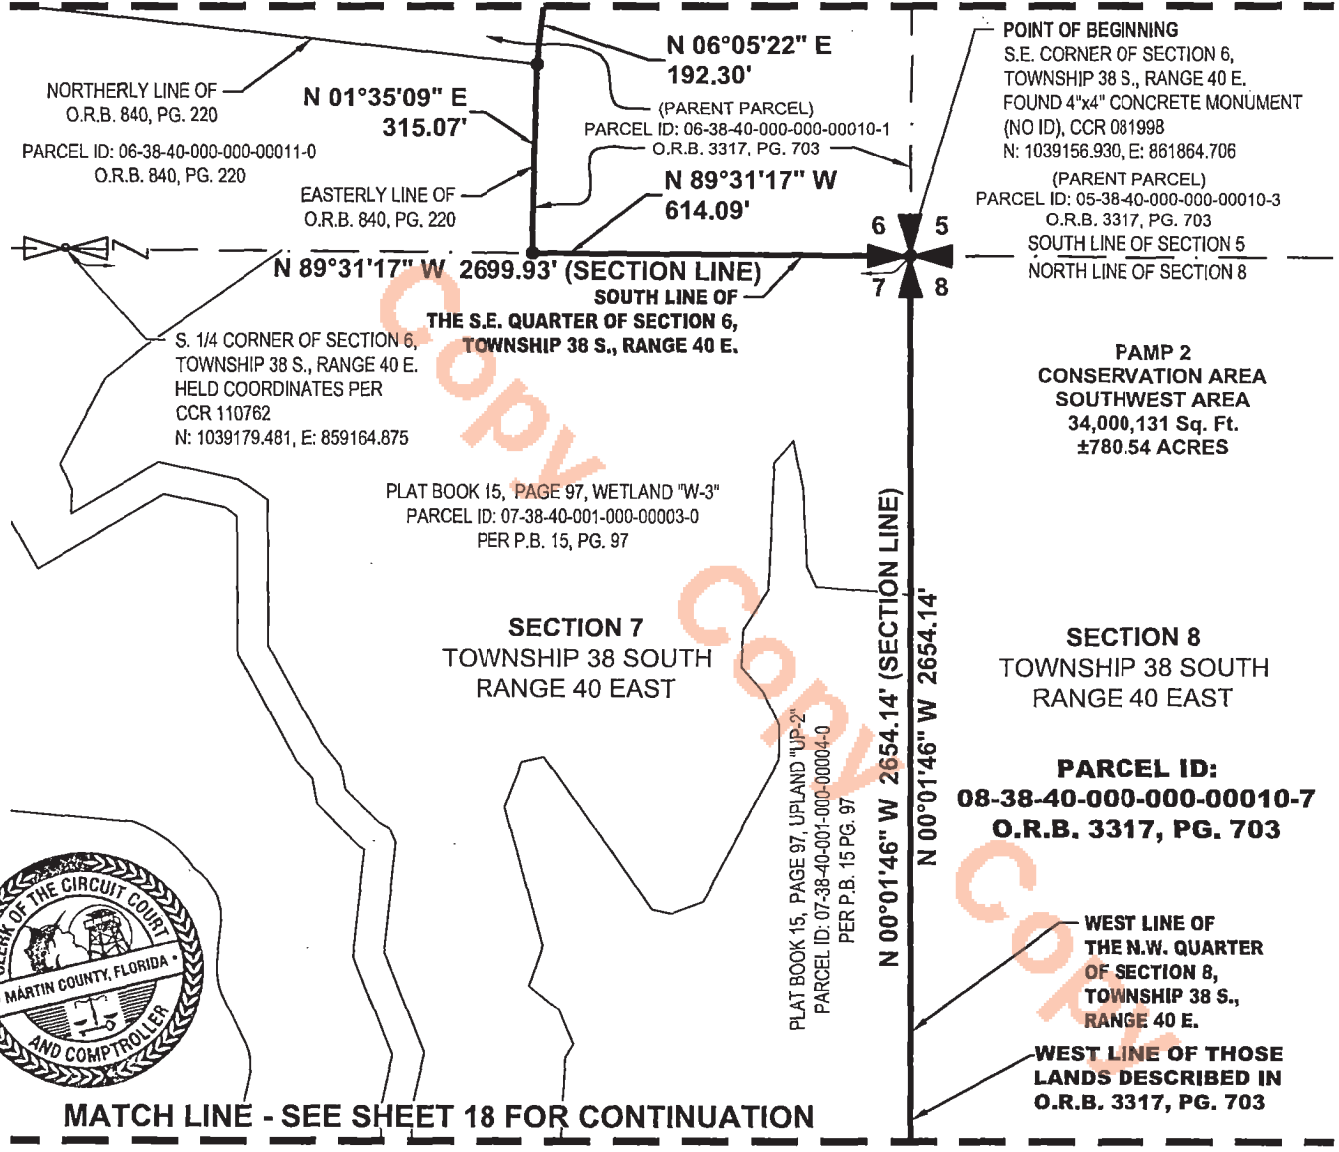 N 06°05'22" E
192.30'
POINT OF BEGINNING
S.E. CORNER OF SECTION 6,
TOWNSHIP 38 S., RANGE 40 E.
FOUND 4"x4" CONCRETE MONUMENT
(NO ID), CCR 081998
N: 1039156.930, E: 861864.706
NORTHERLY LINE OF
O.R.B. 840, PG. 220
N 01°35'09" E
315.07'
(PARENT PARCEL)
PARCEL ID: 06-38-40-000-000-00010-1
O.R.B. 3317, PG. 703
PARCEL ID: 06-38-40-000-000-00011-0
O.R.B. 840, PG. 220
EASTERLY LINE OF
O.R.B. 840, PG. 220
N 89°31'17" W
614.09'
(PARENT PARCEL)
PARCEL ID: 05-38-40-000-000-00010-3
O.R.B. 3317, PG. 703
6 5
7 8
SOUTH LINE OF SECTION 5
NORTH LINE OF SECTION 8
N 89°31'17" W 2699.93' (SECTION LINE)
SOUTH LINE OF
THE S.E. QUARTER OF SECTION 6,
TOWNSHIP 38 S., RANGE 40 E.
S. 1/4 CORNER OF SECTION 6,
TOWNSHIP 38 S., RANGE 40 E.
HELD COORDINATES PER
CCR 110762
N: 1039179.481, E: 859164.875
PAMP 2
CONSERVATION AREA
SOUTHWEST AREA
34,000,131 Sq. Ft.
±780.54 ACRES
PLAT BOOK 15, PAGE 97, WETLAND "W-3"
PARCEL ID: 07-38-40-001-000-00003-0
PER P.B. 15, PG. 97
SECTION 7
TOWNSHIP 38 SOUTH
RANGE 40 EAST
SECTION 8
TOWNSHIP 38 SOUTH
RANGE 40 EAST
N 00°01'46" W 2654.14' (SECTION LINE)
N 00°01'46" W 2654.14'
PLAT BOOK 15, PAGE 97, UPLAND "UP-2"
PARCEL ID: 07-38-40-001-000-00004-0
PER P.B. 15 PG. 97
PARCEL ID:
08-38-40-000-000-00010-7
O.R.B. 3317, PG. 703
WEST LINE OF
THE N.W. QUARTER
OF SECTION 8,
TOWNSHIP 38 S.,
RANGE 40 E.
WEST LINE OF THOSE
LANDS DESCRIBED IN
O.R.B. 3317, PG. 703
CLERK OF THE CIRCUIT COURT
MARTIN COUNTY, FLORIDA
AND COMPTROLLER
MATCH LINE - SEE SHEET 18 FOR CONTINUATION
Copy
Copy
Copy